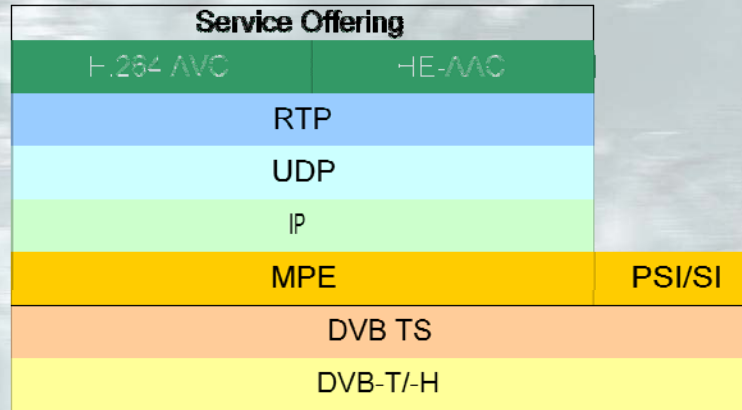 Service Offering
H.264 AVC HE-AAC
RTP
UDP
IP
MPE PSI/SI
DVB TS
DVB-T/-H